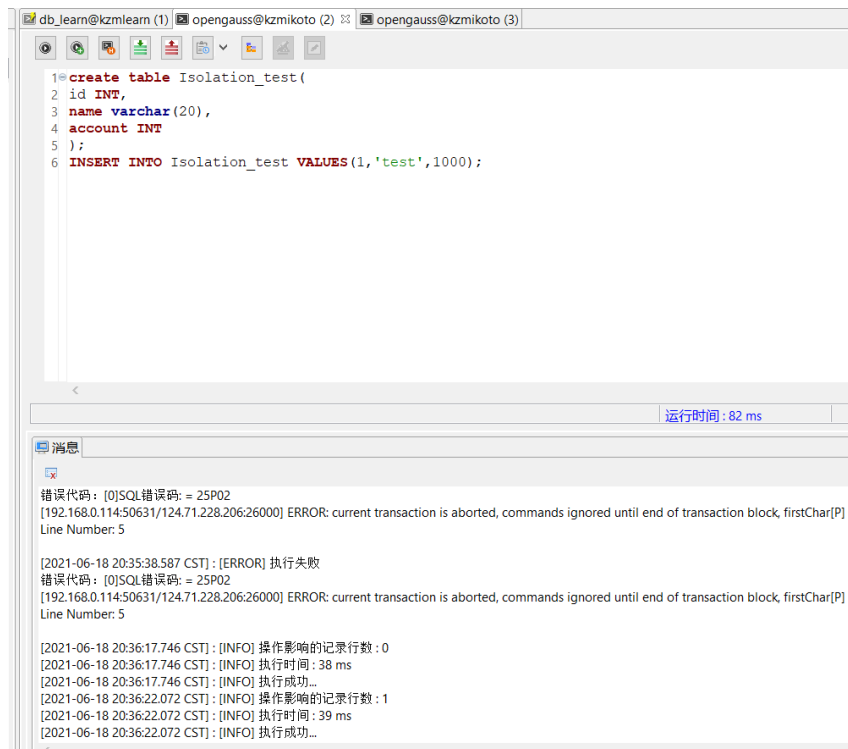 db_learn@kzmlearn (1) opengauss@kzmikoto (2) opengauss@kzmikoto (3)
1 create table Isolation_test(
2 id INT,
3 name varchar(20),
4 account INT
5 );
6 INSERT INTO Isolation_test VALUES(1,'test',1000);
运行时间 : 82 ms
消息
错误代码：[0]SQL错误码: = 25P02
[192.168.0.114:50631/124.71.228.206:26000] ERROR: current transaction is aborted, commands ignored until end of transaction block, firstChar[P]
Line Number: 5
[2021-06-18 20:35:38.587 CST] : [ERROR] 执行失败
错误代码：[0]SQL错误码: = 25P02
[192.168.0.114:50631/124.71.228.206:26000] ERROR: current transaction is aborted, commands ignored until end of transaction block, firstChar[P]
Line Number: 5
[2021-06-18 20:36:17.746 CST] : [INFO] 操作影响的记录行数 : 0
[2021-06-18 20:36:17.746 CST] : [INFO] 执行时间 : 38 ms
[2021-06-18 20:36:17.746 CST] : [INFO] 执行成功...
[2021-06-18 20:36:22.072 CST] : [INFO] 操作影响的记录行数 : 1
[2021-06-18 20:36:22.072 CST] : [INFO] 执行时间 : 39 ms
[2021-06-18 20:36:22.072 CST] : [INFO] 执行成功...